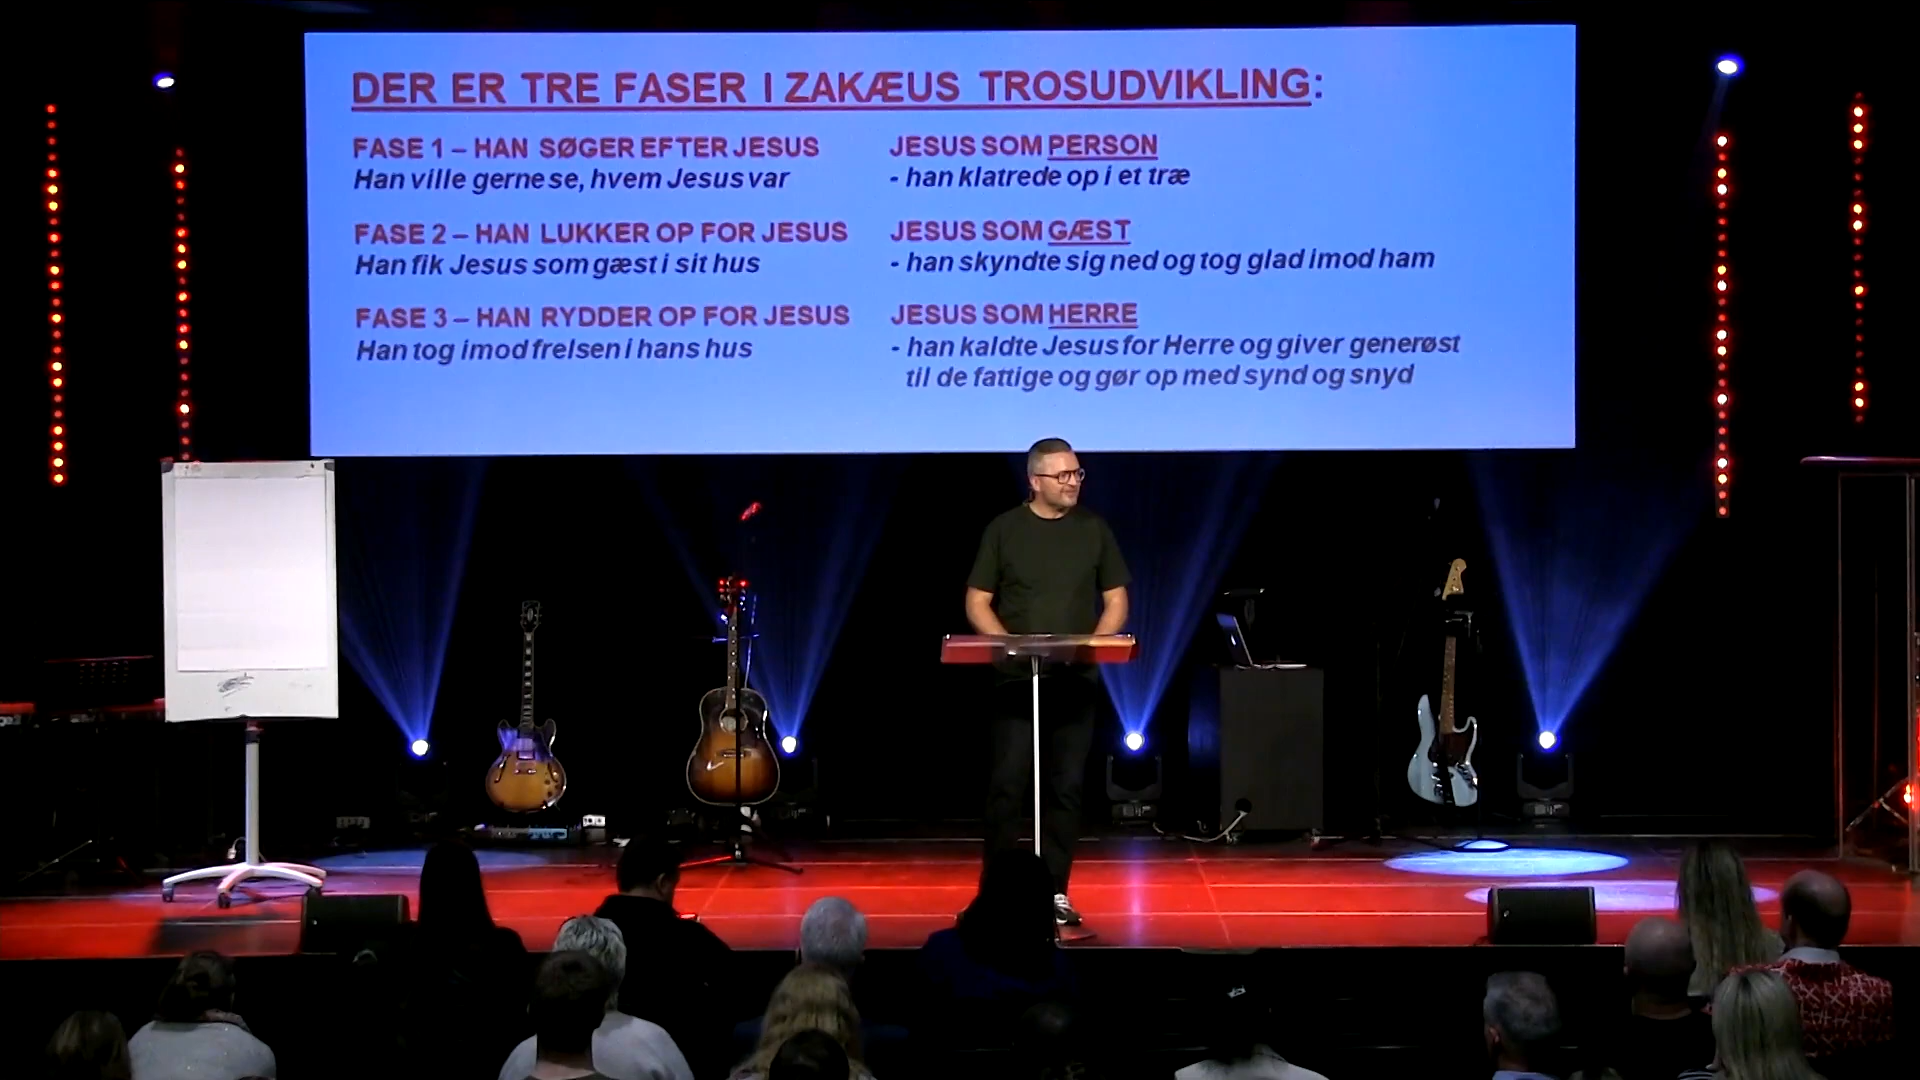 DER ER TRE FASER I ZAKÆUS TROSUDVIKLING:
FASE 1 – HAN SØGER EFTER JESUS
Han ville gerne se, hvem Jesus var
JESUS SOM PERSON
- han klatrede op i et træ
FASE 2 – HAN LUKKER OP FOR JESUS
Han fik Jesus som gæst i sit hus
JESUS SOM GÆST
- han skyndte sig ned og tog glad imod ham
FASE 3 – HAN RYDDER OP FOR JESUS
Han tog imod frelsen i hans hus
JESUS SOM HERRE
- han kaldte Jesus for Herre og giver generøst
til de fattige og gør op med synd og snyd